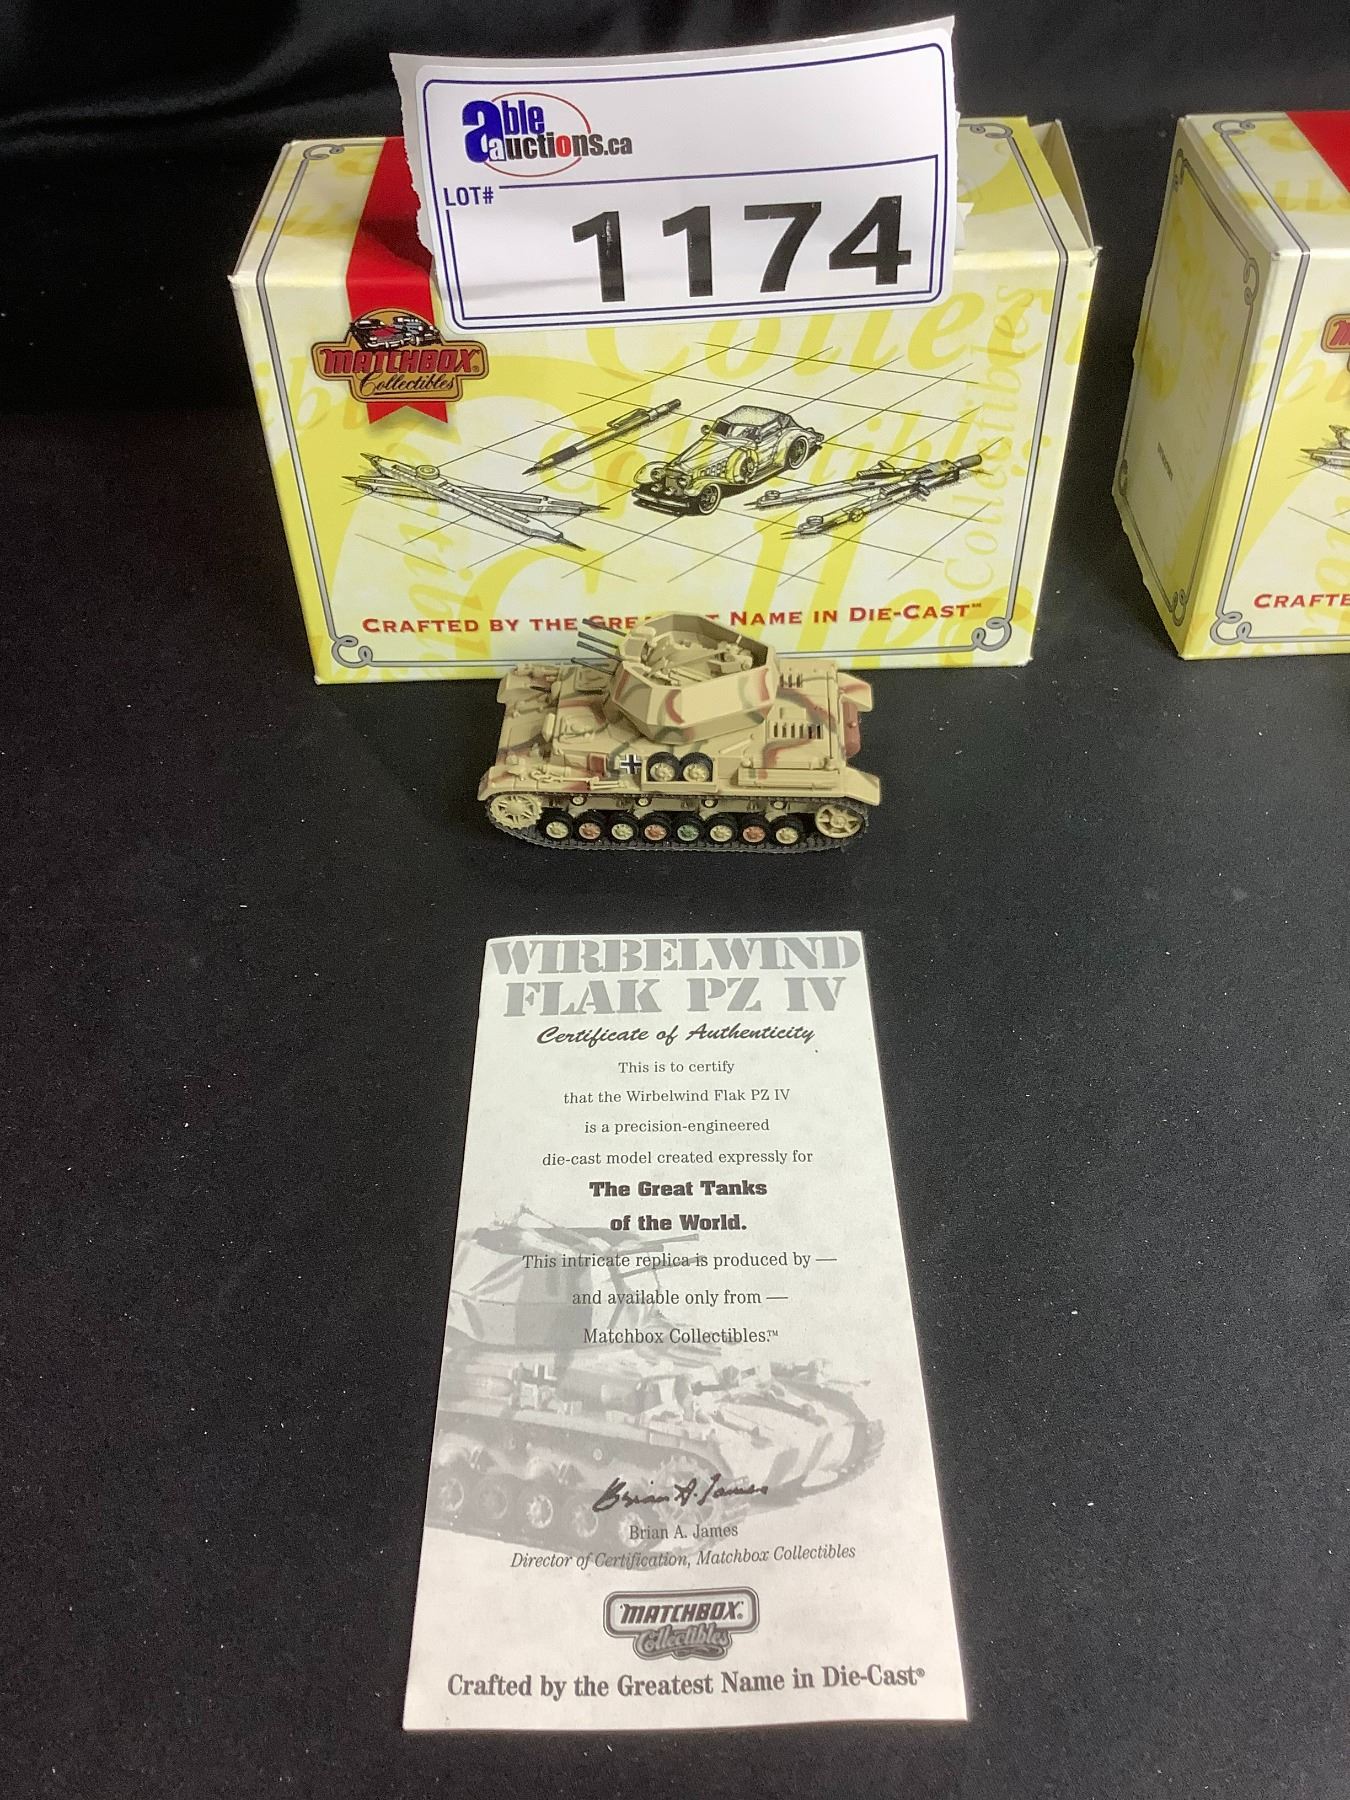 able
auctions.ca
LOT#
1174
MATCHBOX
Collectibles
Collectibles
CRAFTED BY THE GREA T NAME IN DIE-CAST™
CRAFTE
WIRBELWIND
FLAK PZ IV
Certificate of Authenticity
This is to certify
that the Wirbelwind Flak PZ IV
is a precision-engineered
die-cast model created expressly for
The Great Tanks
of the World.
This intricate replica is produced by —
and available only from —
Matchbox Collectibles.™
Brian A. James
Brian A. James
Director of Certification, Matchbox Collectibles
MATCHBOX
Collectibles
Crafted by the Greatest Name in Die-Cast®